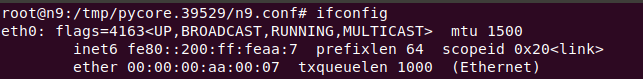 root@n9:/tmp/pycore.39529/n9.conf# ifconfig
eth0: flags=4163<UP,BROADCAST,RUNNING,MULTICAST>  mtu 1500
        inet6 fe80::200:ff:feaa:7  prefixlen 64  scopeid 0x20<link>
        ether 00:00:00:aa:00:07  txqueuelen 1000  (Ethernet)